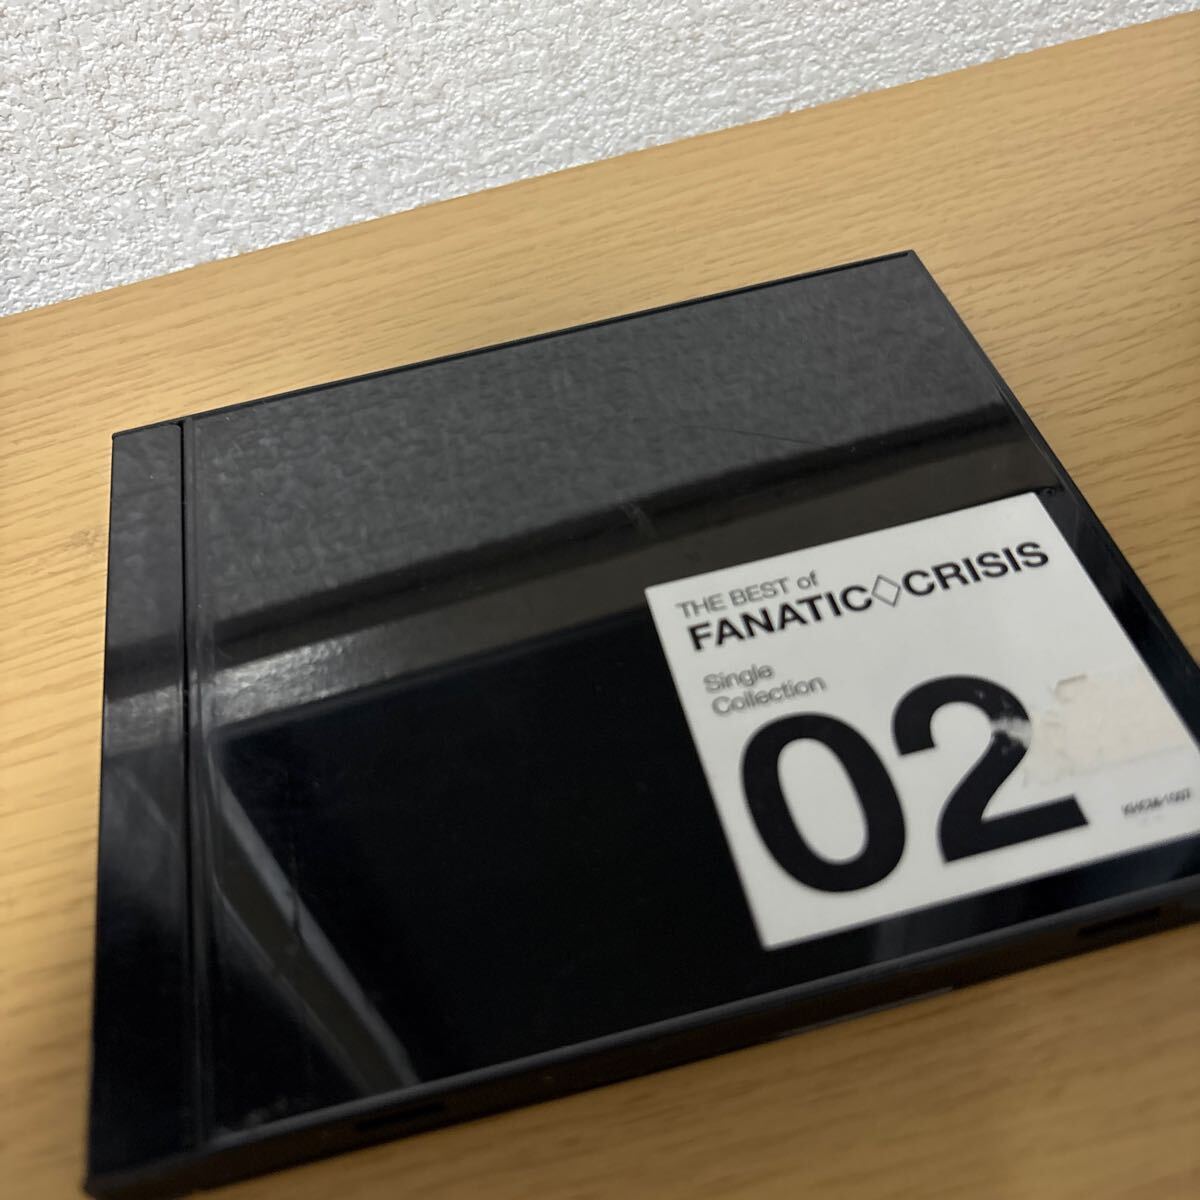 THE BEST of
FANATIC◇CRISIS
Single
Collection
02